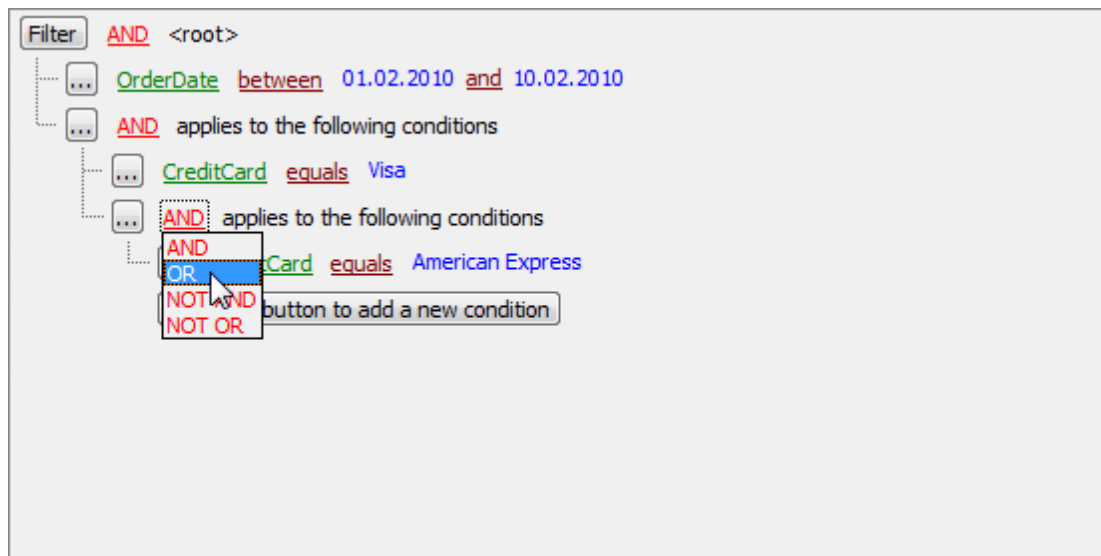 Filter AND <root>
... OrderDate between 01.02.2010 and 10.02.2010
... AND applies to the following conditions
... CreditCard equals Visa
... AND applies to the following conditions
AND
OR
Card equals American Express
NOT AND
button to add a new condition
NOT OR